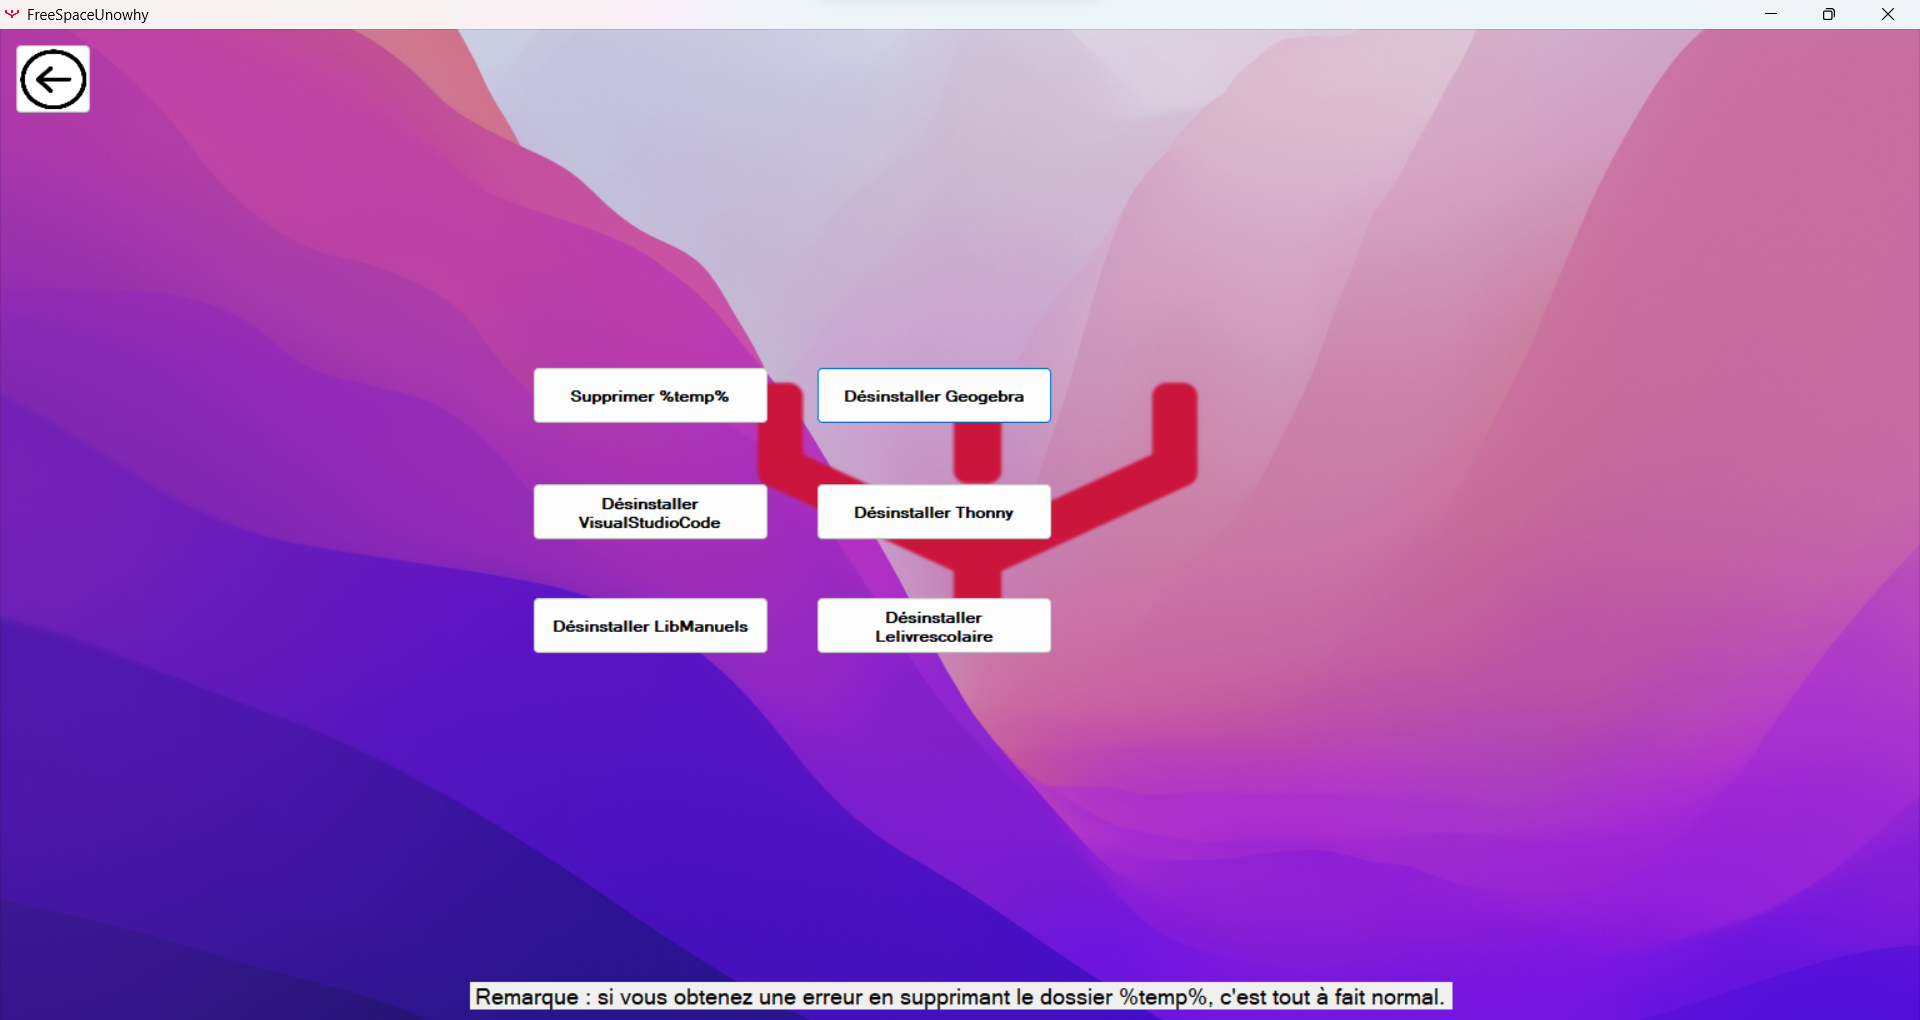 FreeSpaceUnowhy
Supprimer %temp%
Désinstaller Geogebra
Désinstaller
VisualStudioCode
Désinstaller Thonny
Désinstaller LibManuels
Désinstaller
Lelivrescolaire
Remarque : si vous obtenez une erreur en supprimant le dossier %temp%, c'est tout à fait normal.